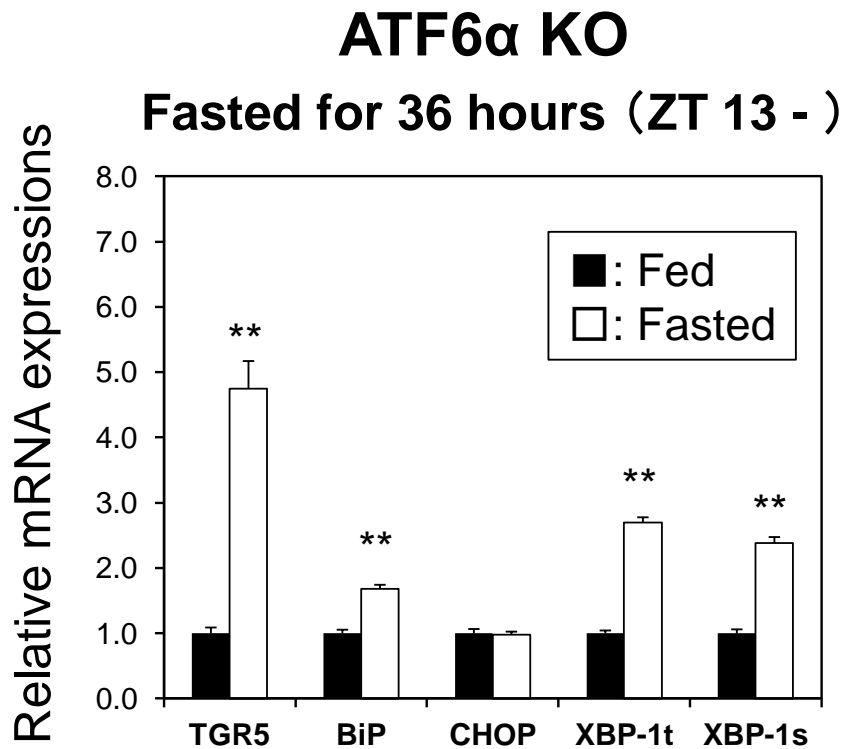 ATF6α KO
Fasted for 36 hours（ZT 13 - ）
Relative mRNA expressions
8.0
7.0
6.0
5.0
4.0
3.0
2.0
1.0
0.0
■: Fed
□: Fasted
**
**
**
**
TGR5 BiP CHOP XBP-1t XBP-1s